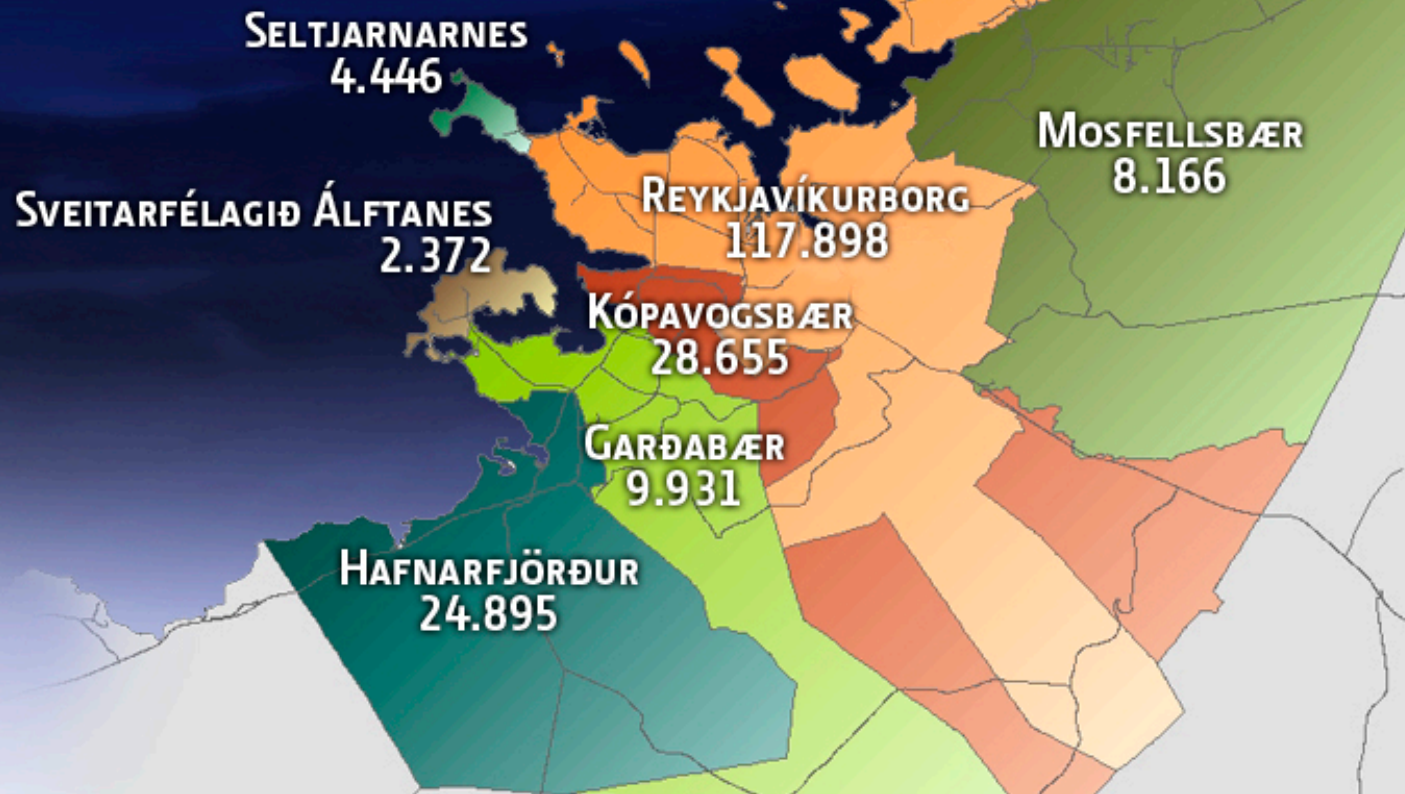 Seltjarnarnes
4.446
Mosfellsbær
8.166
Sveitarfélagið Álftanes
2.372
Reykjavíkurborg
117.898
Kópavogsbær
28.655
Garðabær
9.931
Hafnarfjörður
24.895